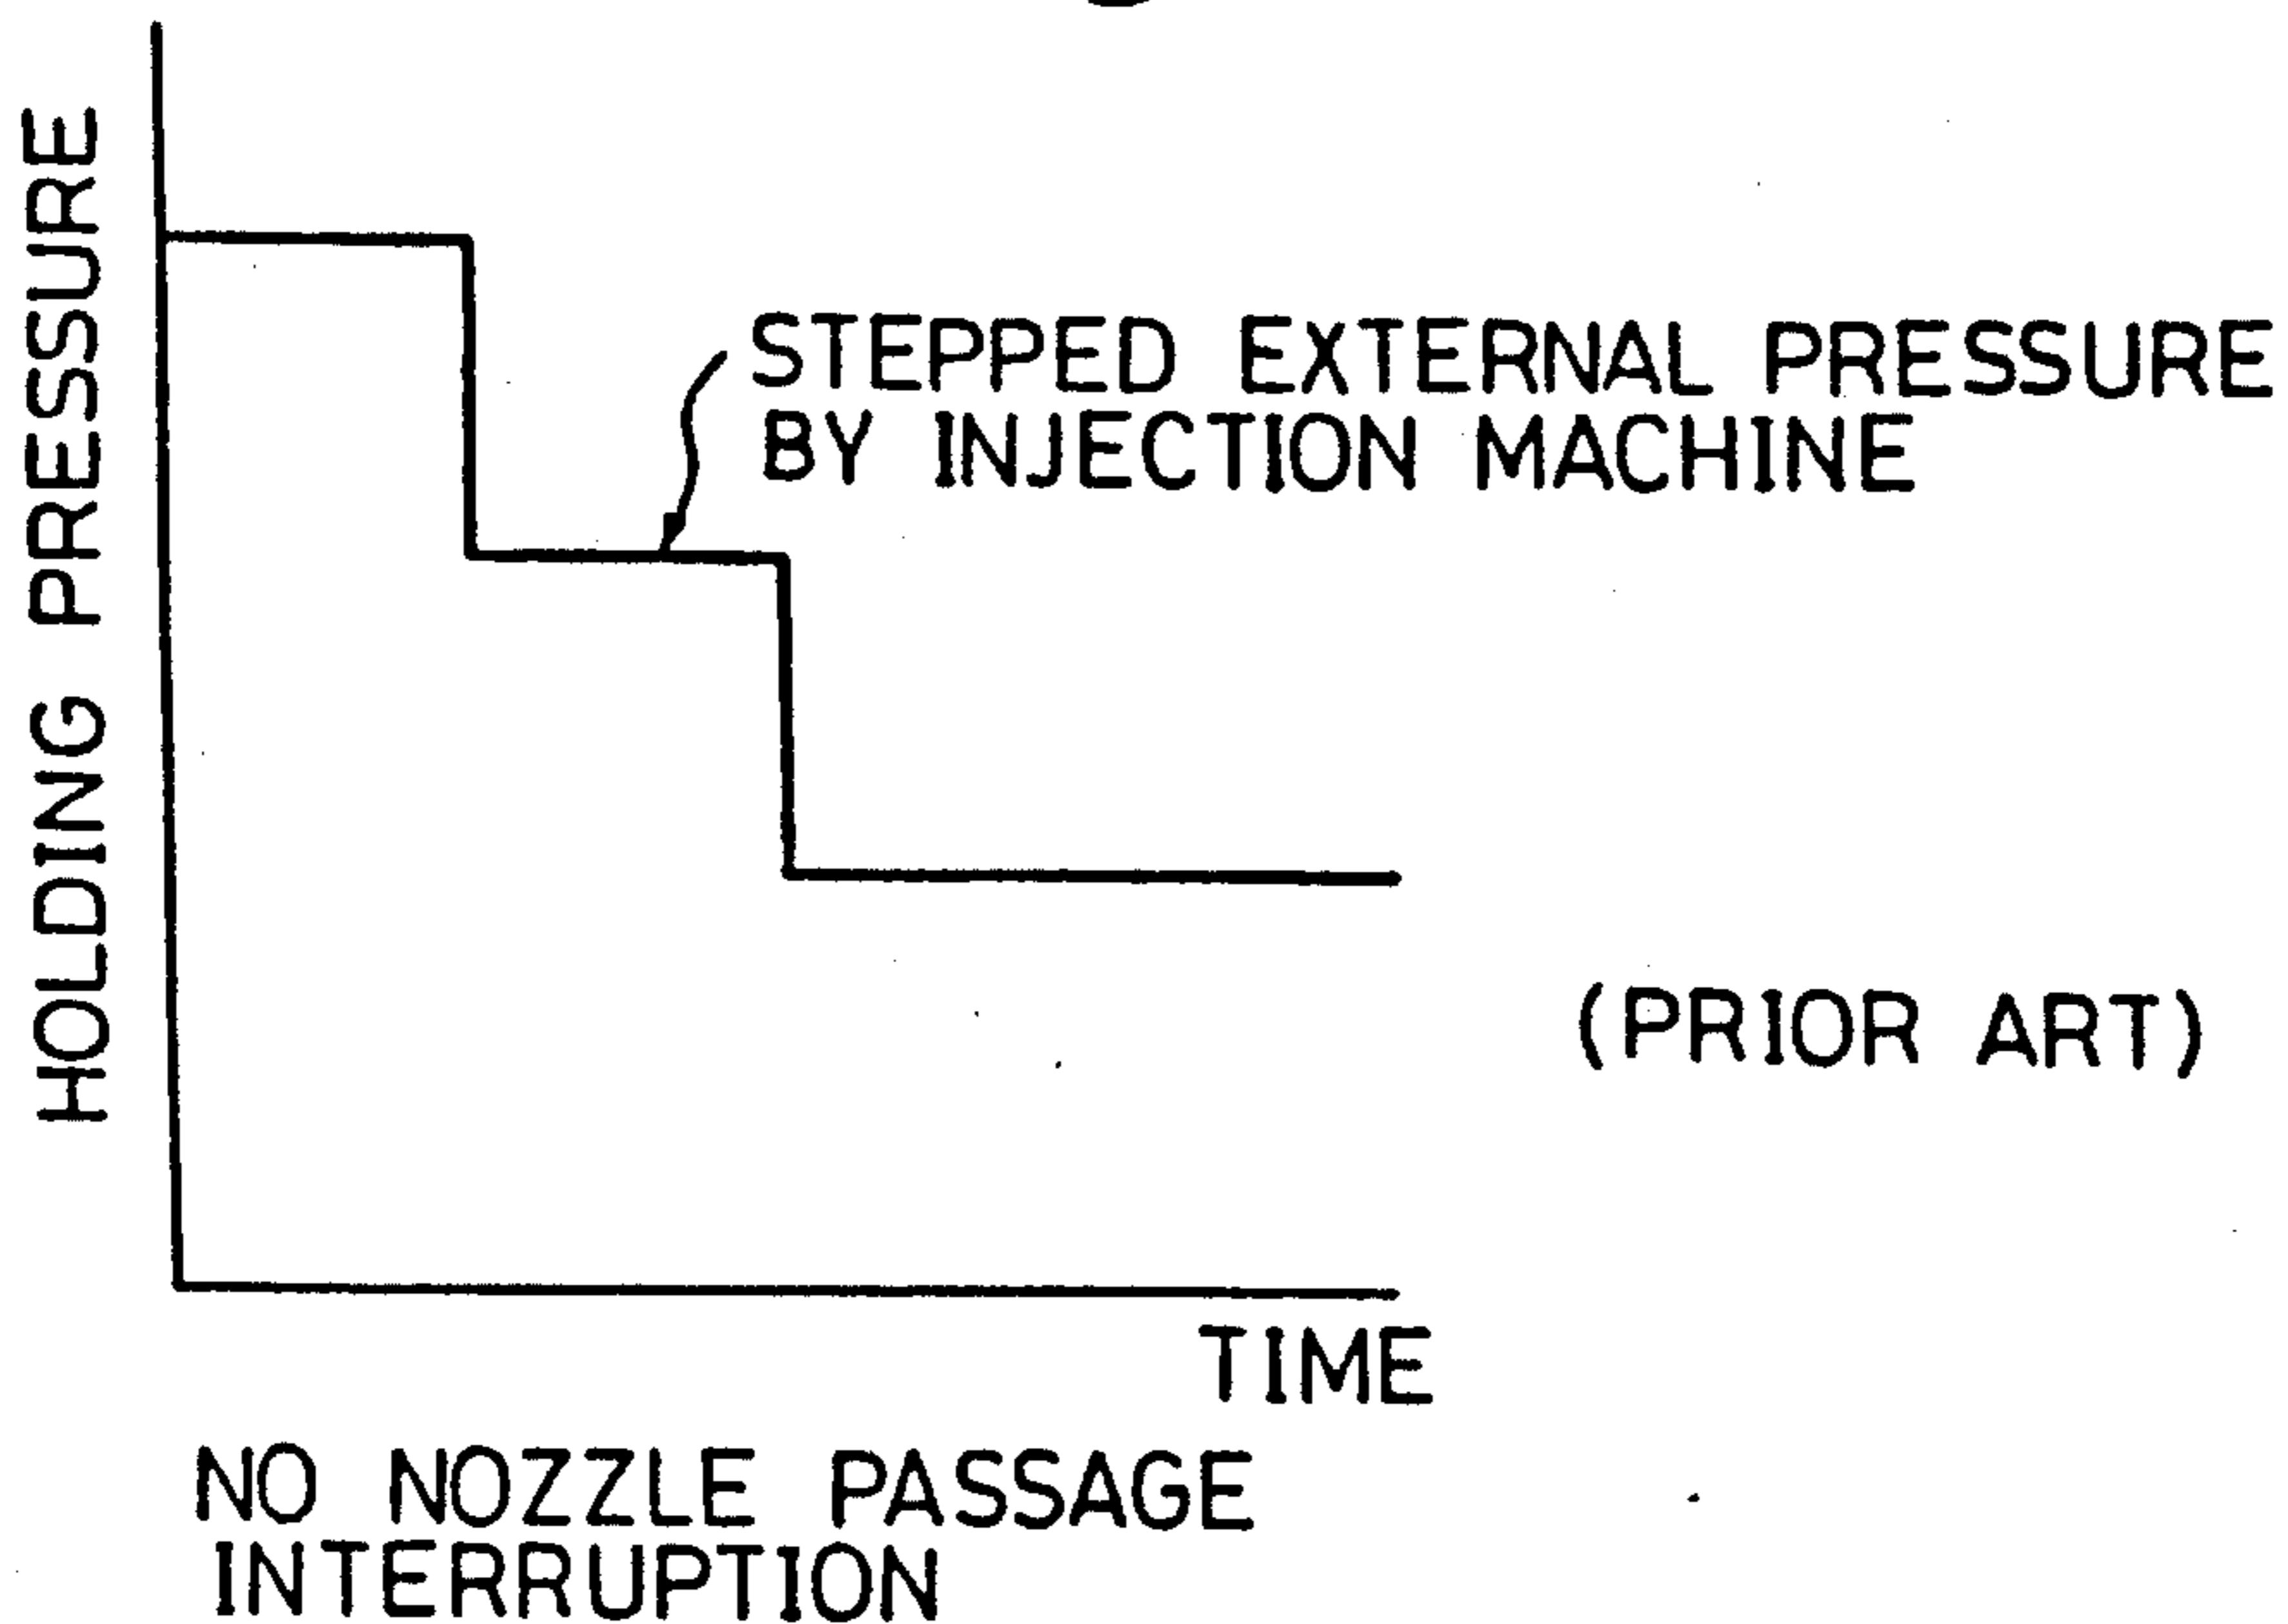 HOLDING PRESSURE
STEPPED EXTERNAL PRESSURE
BY INJECTION MACHINE
(PRIOR ART)
TIME
NO NOZZLE PASSAGE
INTERRUPTION